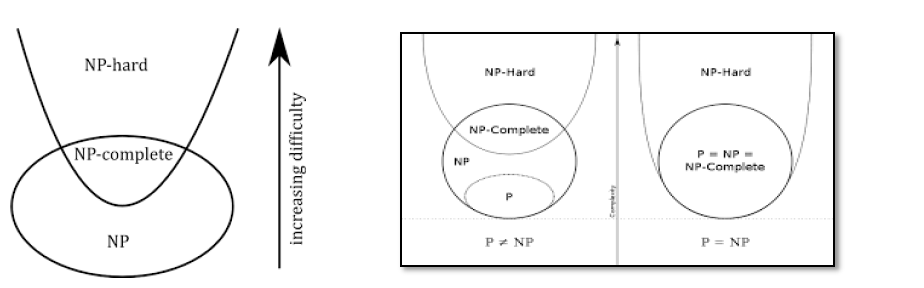 NP-hard
NP-complete
NP
increasing difficulty
NP-Hard
NP-Complete
NP
P
P ≠ NP
Complexity
NP-Hard
P = NP =
NP-Complete
P = NP